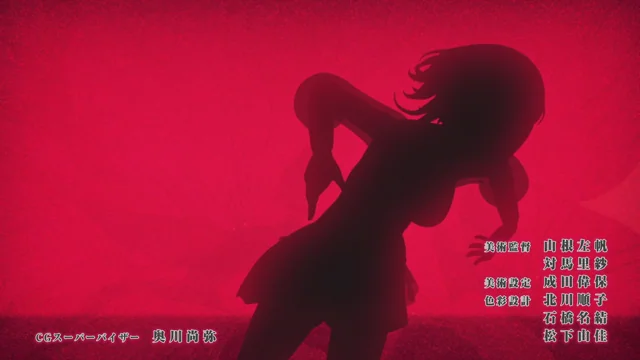 美術監督 山根左帆
対馬里紗
美術設定 成田偉保
色彩設計 北川順子
石橋名結
CGスーパーバイザー 奥川尚弥
松下由佳